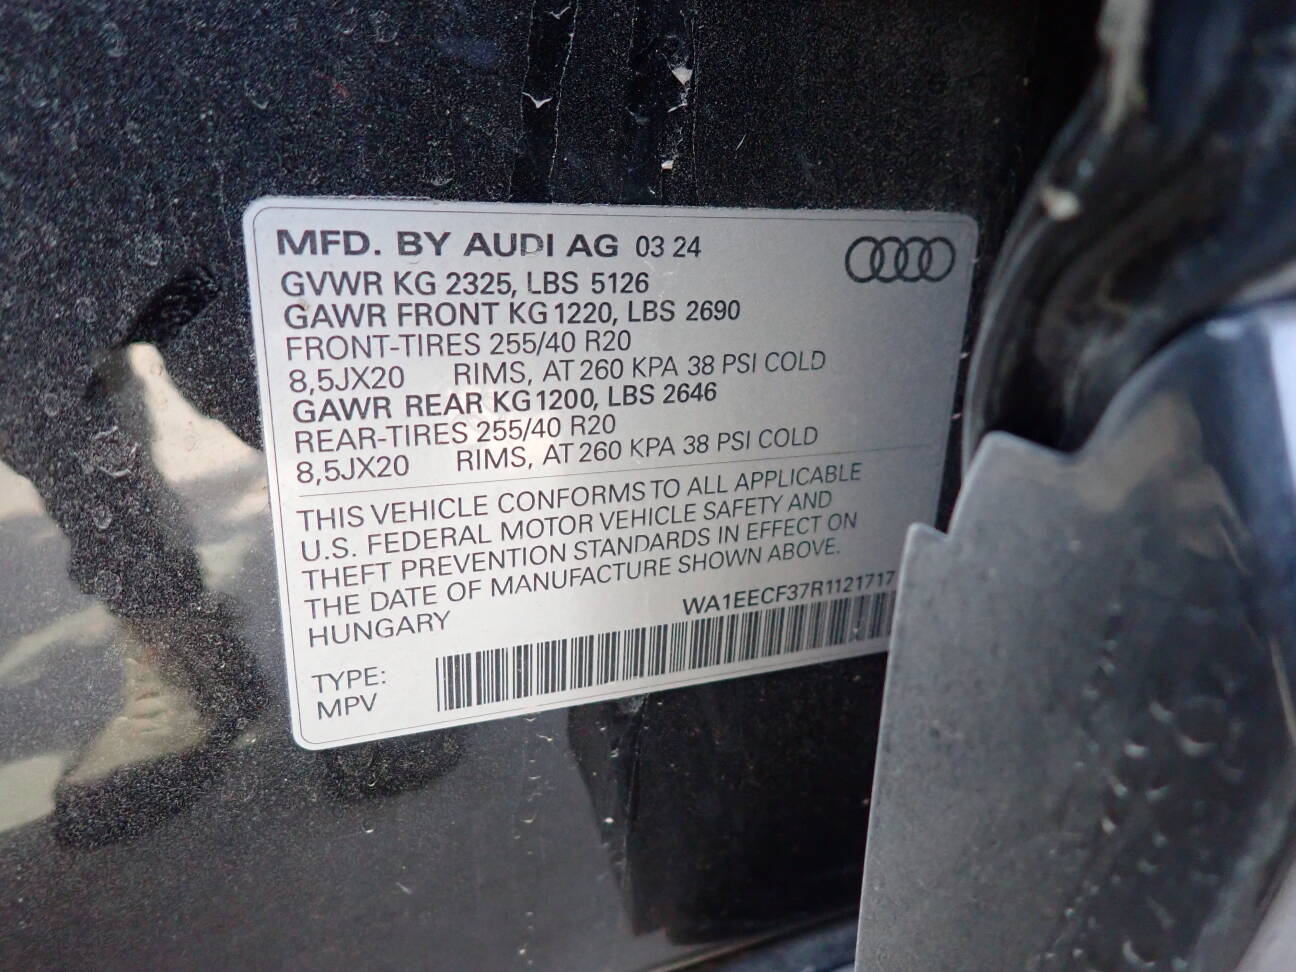 MFD. BY AUDI AG 03 24
GVWR KG 2325, LBS 5126
GAWR FRONT KG 1220, LBS 2690
FRONT-TIRES 255/40 R20
8,5JX20 RIMS, AT 260 KPA 38 PSI COLD
GAWR REAR KG 1200, LBS 2646
REAR-TIRES 255/40 R20
8,5JX20 RIMS, AT 260 KPA 38 PSI COLD
THIS VEHICLE CONFORMS TO ALL APPLICABLE
U.S. FEDERAL MOTOR VEHICLE SAFETY AND
THEFT PREVENTION STANDARDS IN EFFECT ON
THE DATE OF MANUFACTURE SHOWN ABOVE.
HUNGARY WA1EECF37R1121717
TYPE:
MPV